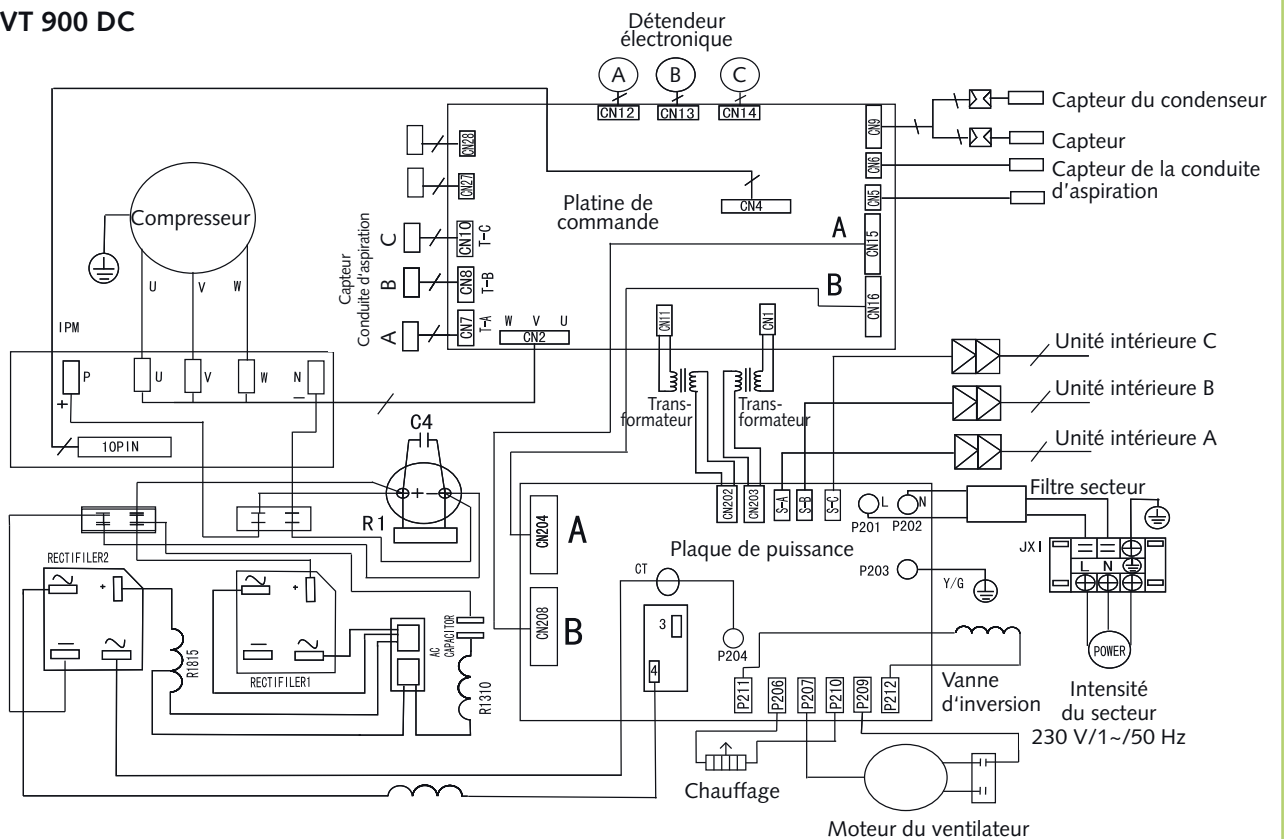 VT 900 DC
Détendeur
électronique
A
B
C
CN12
CN13
CN14
CN9
Capteur du condenseur
Capteur
CN6
Capteur de la conduite
d'aspiration
CN5
CN28
CN27
Platine de
commande
CN4
Compresseur
U
V
W
Capteur
Conduite d'aspiration
C
CN10
T-C
B
CN8
T-B
A
CN7
T-A
A
CN15
B
CN16
W V U
CN2
CN11
CN1
Trans-
formateur
Trans-
formateur
IPM
P
+
U
V
W
N
–
10PIN
Unité intérieure C
Unité intérieure B
Unité intérieure A
C4
+
–
R1
CN202
CN203
S-A
S-B
S-C
L
N
P201
P202
Filtre secteur
JX1
L N
POWER
Intensité
du secteur
230 V/1~/50 Hz
CN204
A
Plaque de puissance
P203
Y/G
CT
CN208
B
3
4
P204
P211
P206
P207
P210
P209
P212
Vanne
d'inversion
Chauffage
Moteur du ventilateur
RECTIFILER2
~
+
–
~
R1815
~
+
–
~
RECTIFILER1
AC
CAPACITOR
R1310